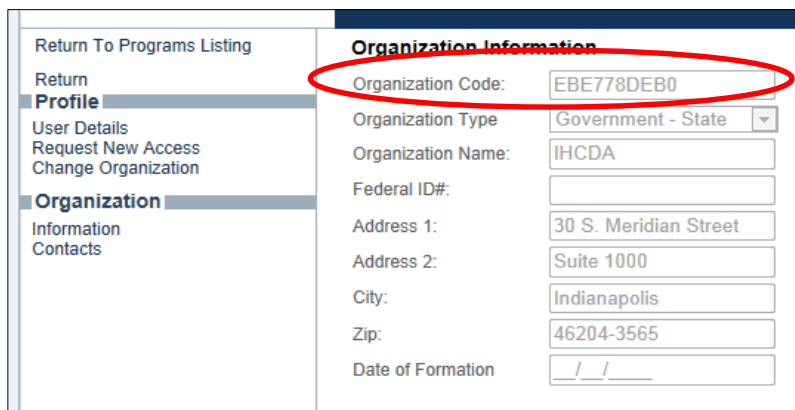 Return To Programs Listing
Return
Profile
User Details
Request New Access
Change Organization
Organization
Information
Contacts
Organization Information
Organization Code: EBE778DEB0
Organization Type Government - State
Organization Name: IHCDA
Federal ID#:
Address 1: 30 S. Meridian Street
Address 2: Suite 1000
City: Indianapolis
Zip: 46204-3565
Date of Formation __/__/____